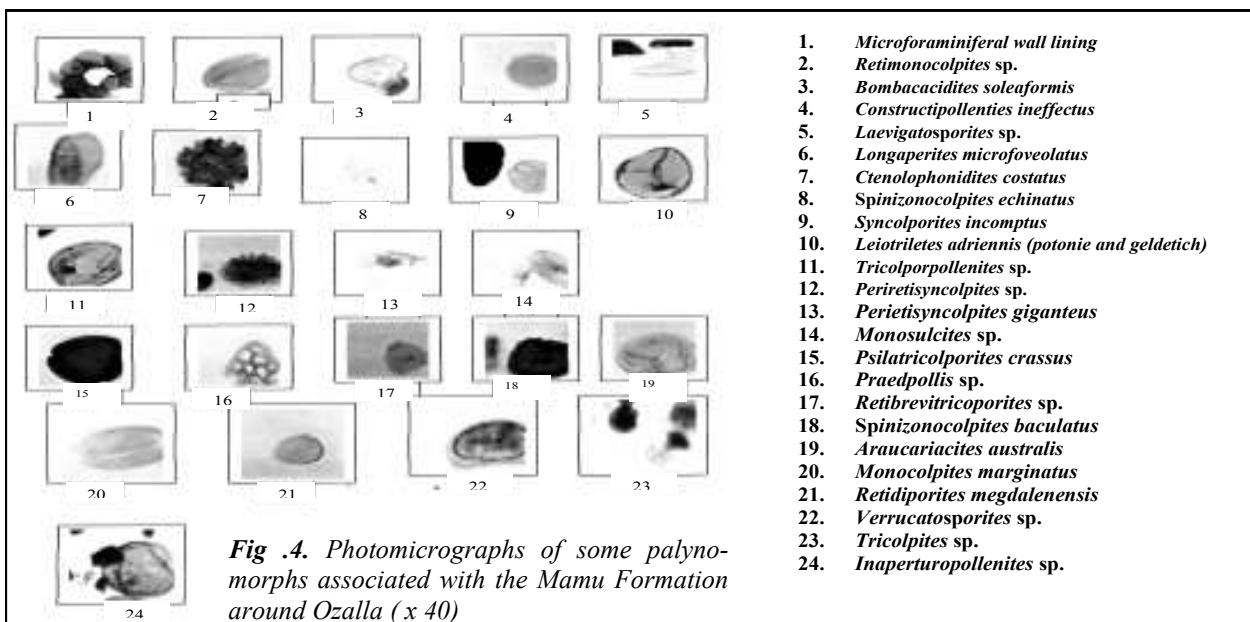 1
2
3
4
5
6
7
8
9
10
11
12
13
14
15
16
17
18
19
20
21
22
23
24
Fig .4. Photomicrographs of some palyno-
morphs associated with the Mamu Formation
around Ozalla ( x 40)
1. Microforaminiferal wall lining
2. Retimonocolpites sp.
3. Bombacacidites soleaformis
4. Constructipollenties ineffectus
5. Laevigatosporites sp.
6. Longaperites microfoveolatus
7. Ctenolophonidites costatus
8. Spinizonocolpites echinatus
9. Syncolporites incomptus
10. Leiotriletes adriennis (potonie and geldetich)
11. Tricolporpollenites sp.
12. Periretisyncolpites sp.
13. Perietisyncolpites giganteus
14. Monosulcites sp.
15. Psilatricolporites crassus
16. Praedpollis sp.
17. Retibrevitricoporites sp.
18. Spinizonocolpites baculatus
19. Araucariacites australis
20. Monocolpites marginatus
21. Retidiporites megdalenensis
22. Verrucatosporites sp.
23. Tricolpites sp.
24. Inaperturopollenites sp.